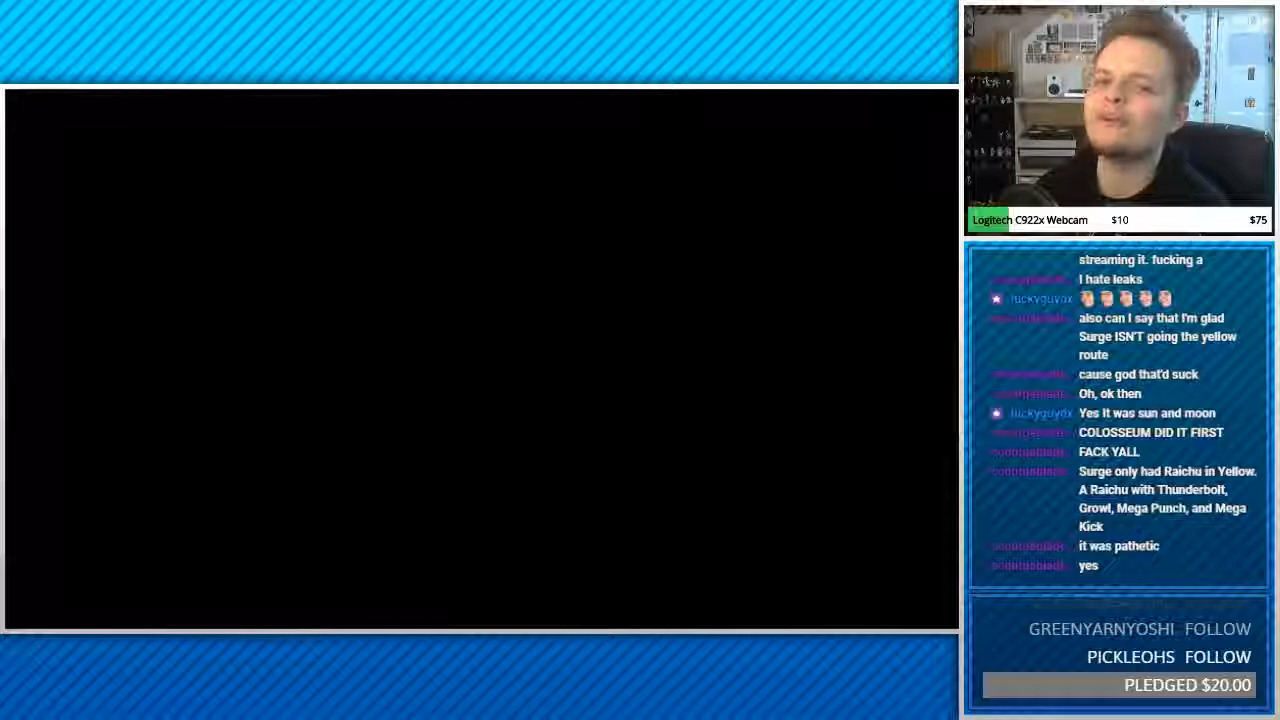 Logitech C922x Webcam $10 $75
streaming it. fucking a
I hate leaks
luckyguydx
also can I say that I'm glad
Surge ISN'T going the yellow
route
cause god that'd suck
Oh, ok then
luckyguydx Yes it was sun and moon
COLOSSEUM DID IT FIRST
FACK YALL
Surge only had Raichu in Yellow.
A Raichu with Thunderbolt,
Growl, Mega Punch, and Mega
Kick
it was pathetic
yes
GREENYARNYOSHI FOLLOW
PICKLEOHS FOLLOW
PLEDGED $20.00